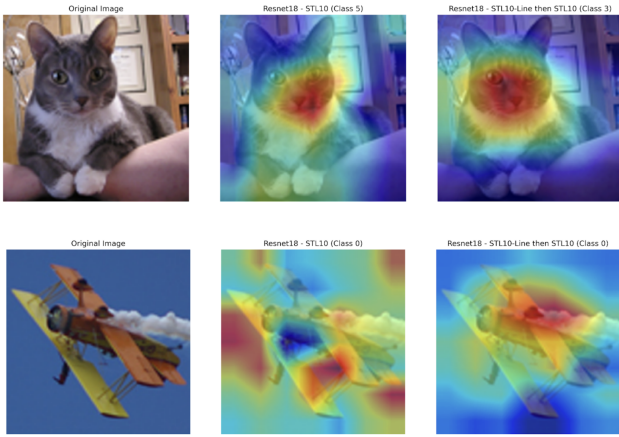 Original Image
Resnet18 - STL10 (Class 5)
Resnet18 - STL10-Line then STL10 (Class 3)
Original Image
Resnet18 - STL10 (Class 0)
Resnet18 - STL10-Line then STL10 (Class 0)